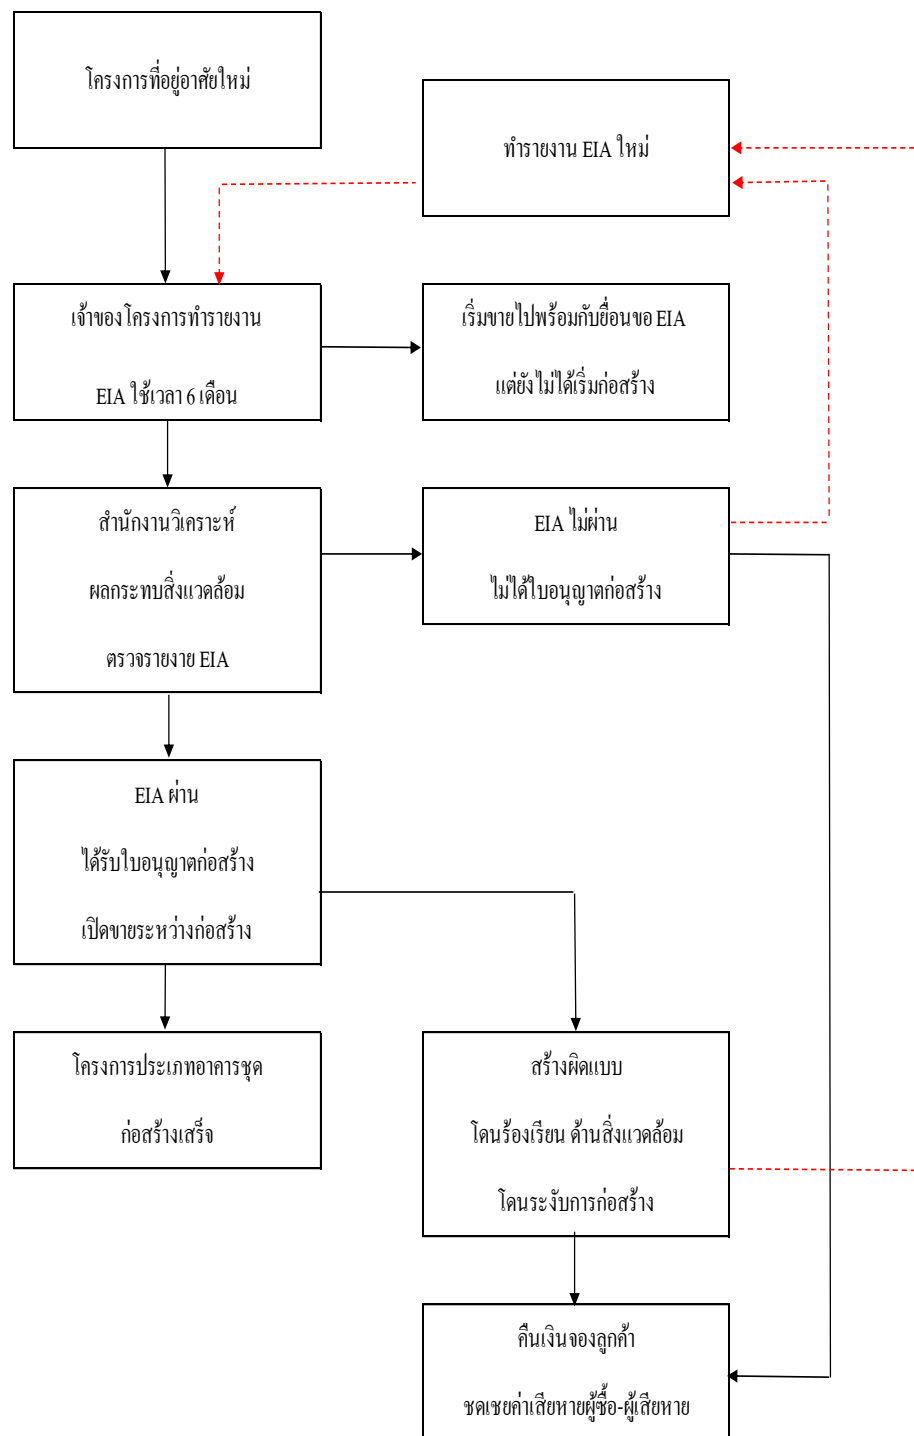 โครงการที่อยู่อาศัยใหม่
ทำรายงาน EIA ใหม่
เจ้าของโครงการทำรายงาน
EIA ใช้เวลา 6 เดือน
เริ่มขายไปพร้อมกับยื่อนขอ EIA
แต่ยังไม่ได้เริ่มก่อสร้าง
สำนักงานวิเคราะห์
ผลกระทบสิ่งแวดล้อม
ตรวจรายงาย EIA
EIA ไม่ผ่าน
ไม่ได้ใบอนุญาตก่อสร้าง
EIA ผ่าน
ได้รับใบอนุญาตก่อสร้าง
เปิดขายระหว่างก่อสร้าง
โครงการประเภทอาคารชุด
ก่อสร้างเสร็จ
สร้างผิดแบบ
โดนร้องเรียน ด้านสิ่งแวดล้อม
โดนระงับการก่อสร้าง
คืนเงินจองลูกค้า
ชดเชยค่าเสียหายผู้ซื้อ-ผู้เสียหาย